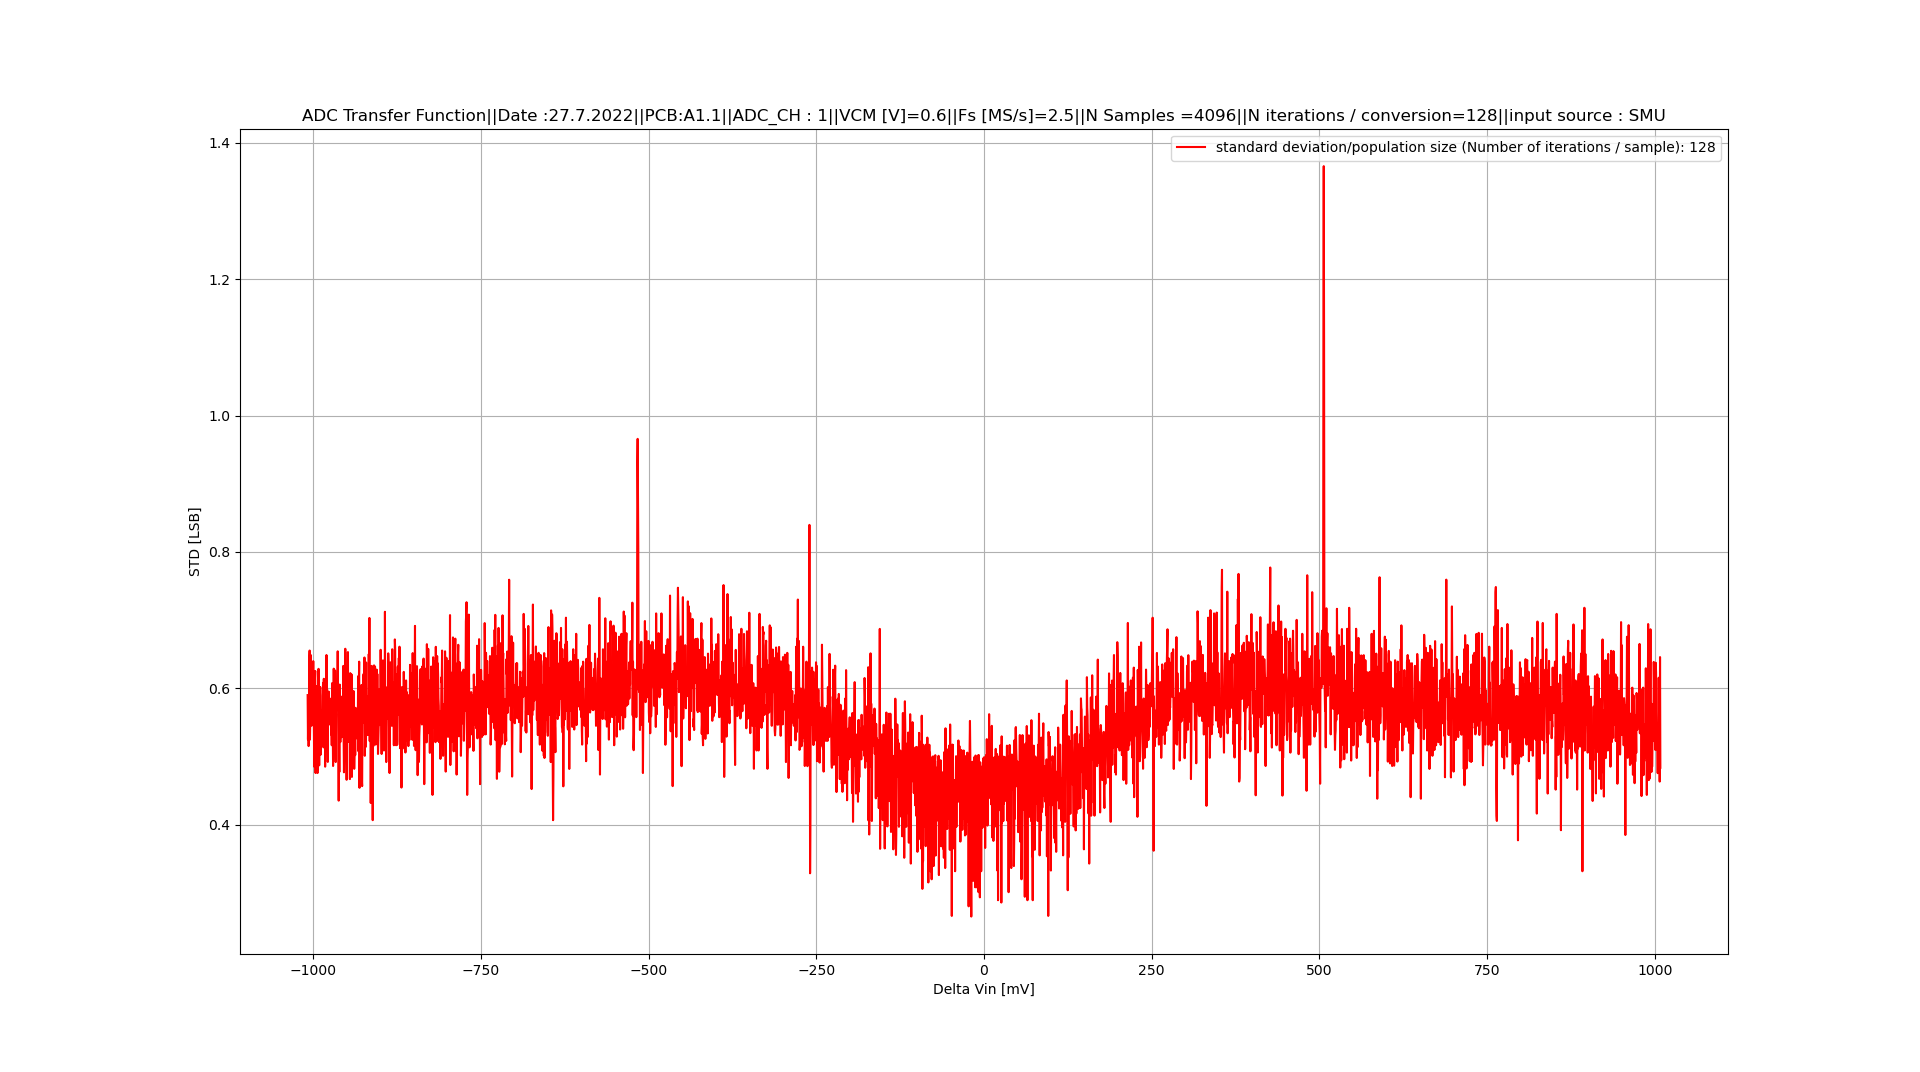 ADC Transfer Function||Date :27.7.2022||PCB:A1.1||ADC_CH : 1||VCM [V]=0.6||Fs [MS/s]=2.5||N Samples =4096||N iterations / conversion=128||input source : SMU
standard deviation/population size (Number of iterations / sample): 128
1.4
1.2
1.0
0.8
0.6
0.4
STD [LSB]
−1000 −750 −500 −250 0 250 500 750 1000
Delta Vin [mV]